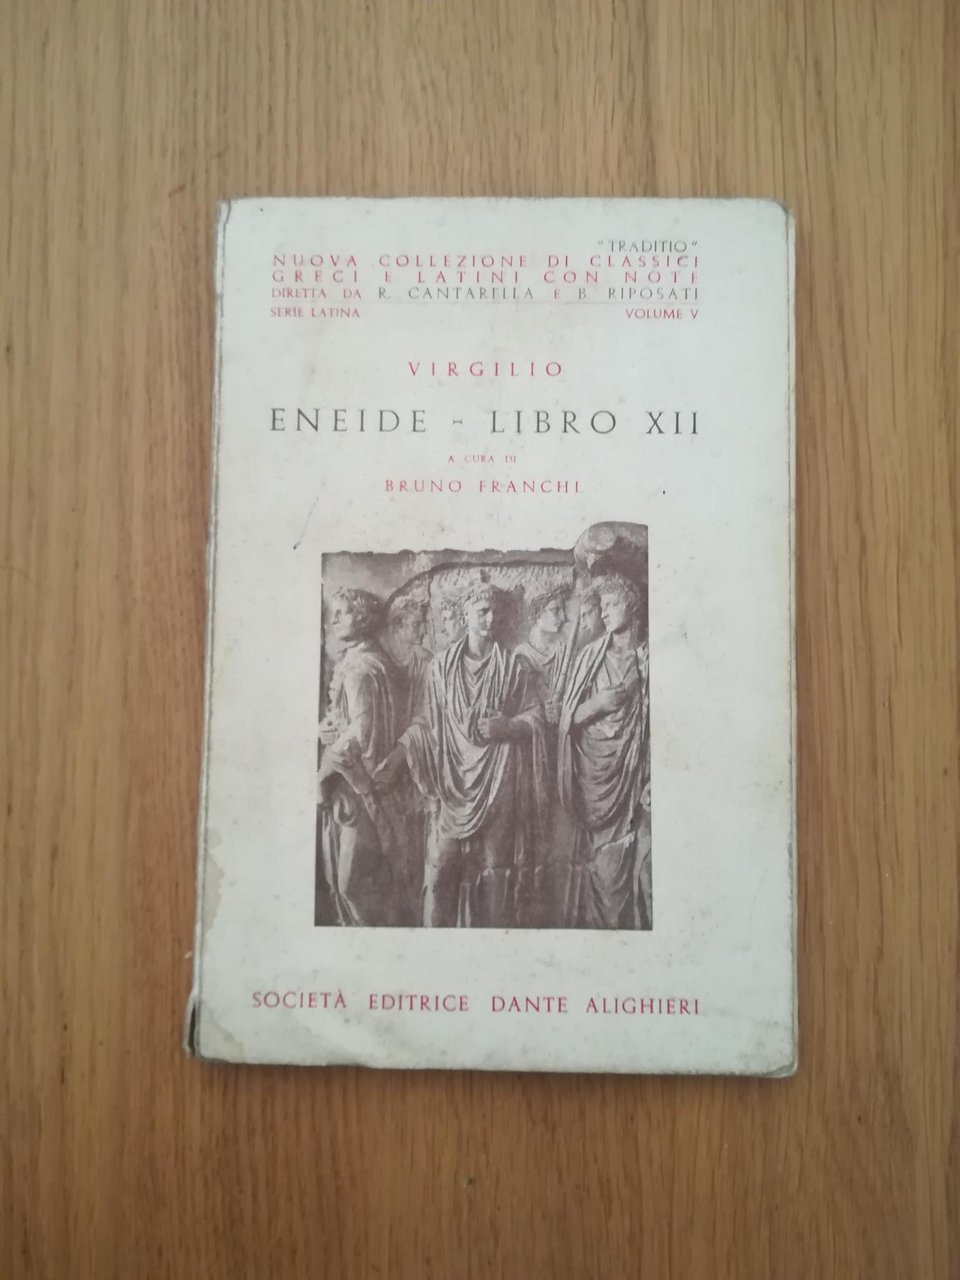 "TRADITIO"
NUOVA COLLEZIONE DI CLASSICI
GRECI E LATINI CON NOTE
DIRETTA DA R. CANTARELLA E B. RIPOSATI
SERIE LATINA VOLUME V
VIRGILIO
ENEIDE - LIBRO XII
A CURA DI
BRUNO FRANCHI
SOCIETÀ EDITRICE DANTE ALIGHIERI